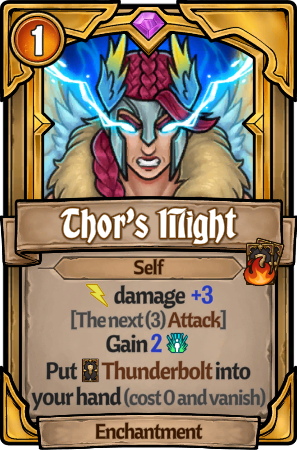 1
Thor's Might
Self
damage +3
[The next (3) Attack]
Gain 2
Put Thunderbolt into
your hand (cost 0 and vanish)
Enchantment